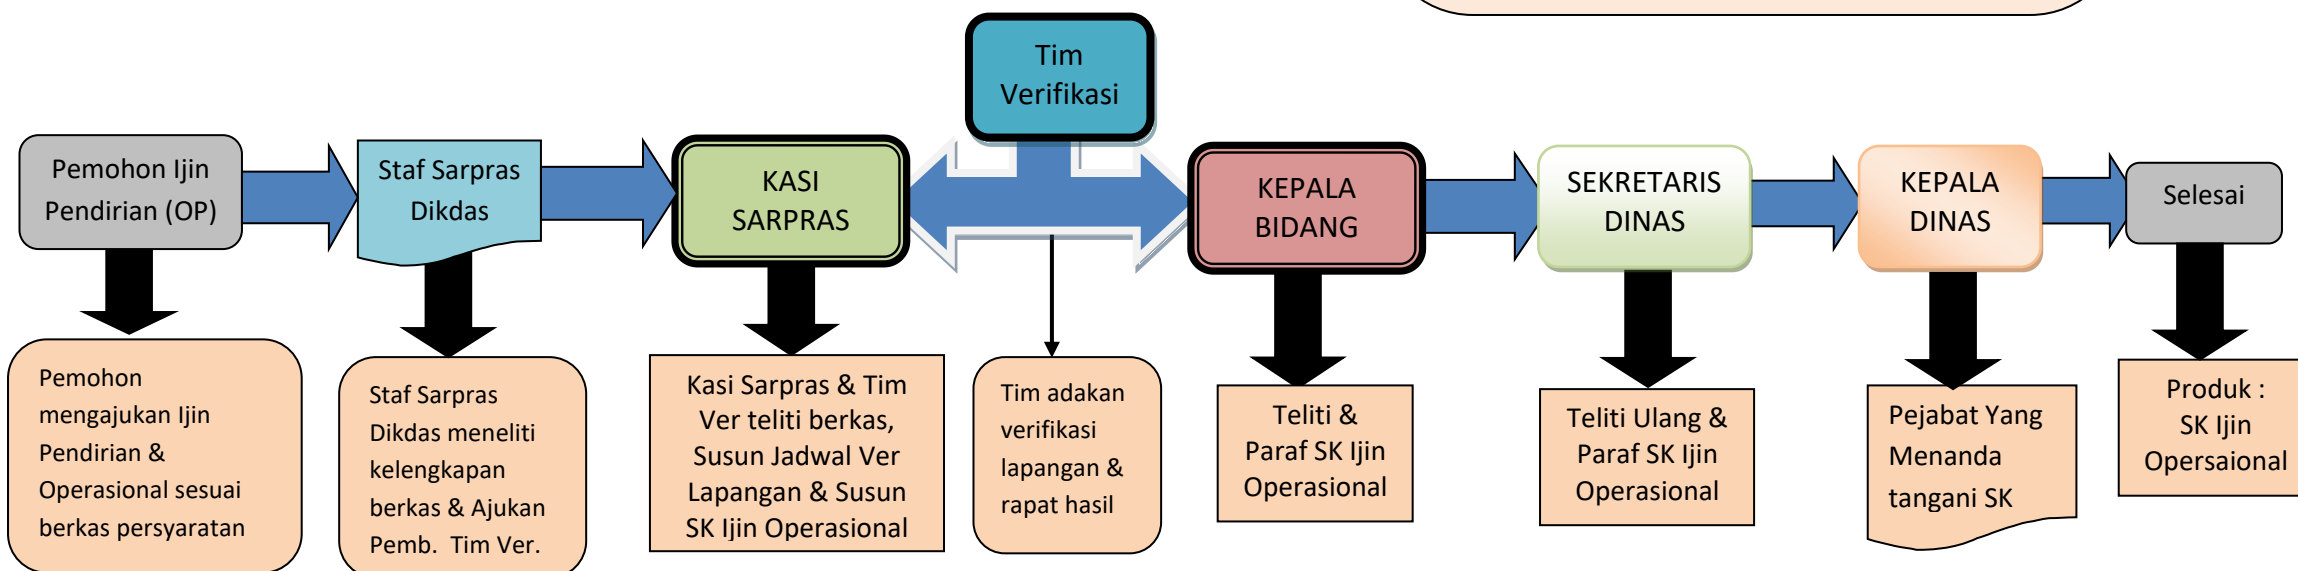 Tim
Verifikasi
Pemohon Ijin
Pendirian (OP)
Staf Sarpras
Dikdas
KASI
SARPRAS
KEPALA
BIDANG
SEKRETARIS
DINAS
KEPALA
DINAS
Selesai
Pemohon
mengajukan Ijin
Pendirian &
Operasional sesuai
berkas persyaratan
Staf Sarpras
Dikdas meneliti
kelengkapan
berkas & Ajukan
Pemb. Tim Ver.
Kasi Sarpras & Tim
Ver teliti berkas,
Susun Jadwal Ver
Lapangan & Susun
SK Ijin Operasional
Tim adakan
verifikasi
lapangan &
rapat hasil
Teliti &
Paraf SK Ijin
Operasional
Teliti Ulang &
Paraf SK Ijin
Operasional
Pejabat Yang
Menanda
tangani SK
Produk :
SK Ijin
Opersaional